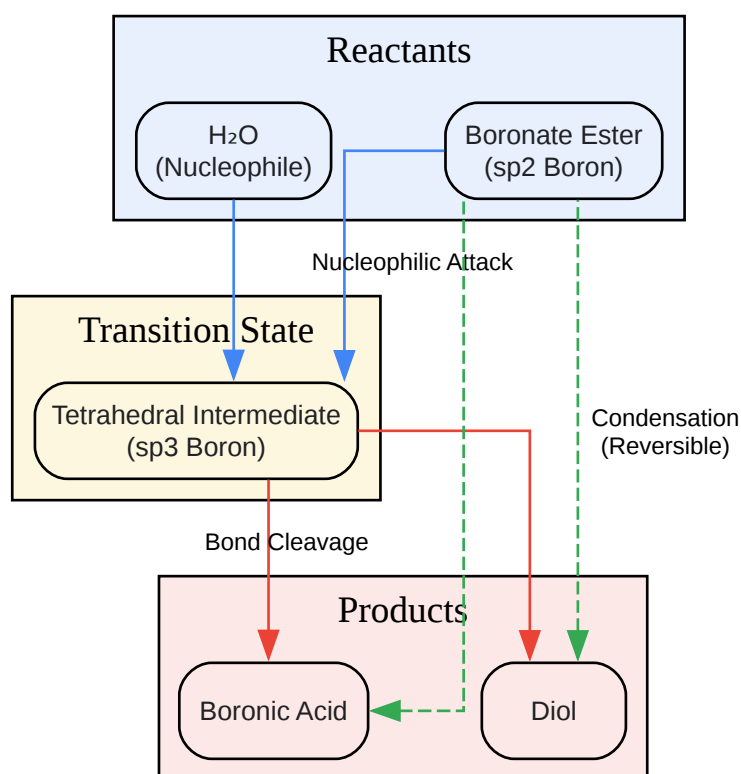 Reactants
H₂O
(Nucleophile)
Boronate Ester
(sp2 Boron)
Nucleophilic Attack
Transition State
Tetrahedral Intermediate
(sp3 Boron)
Condensation
(Reversible)
Bond Cleavage
Products
Boronic Acid
Diol